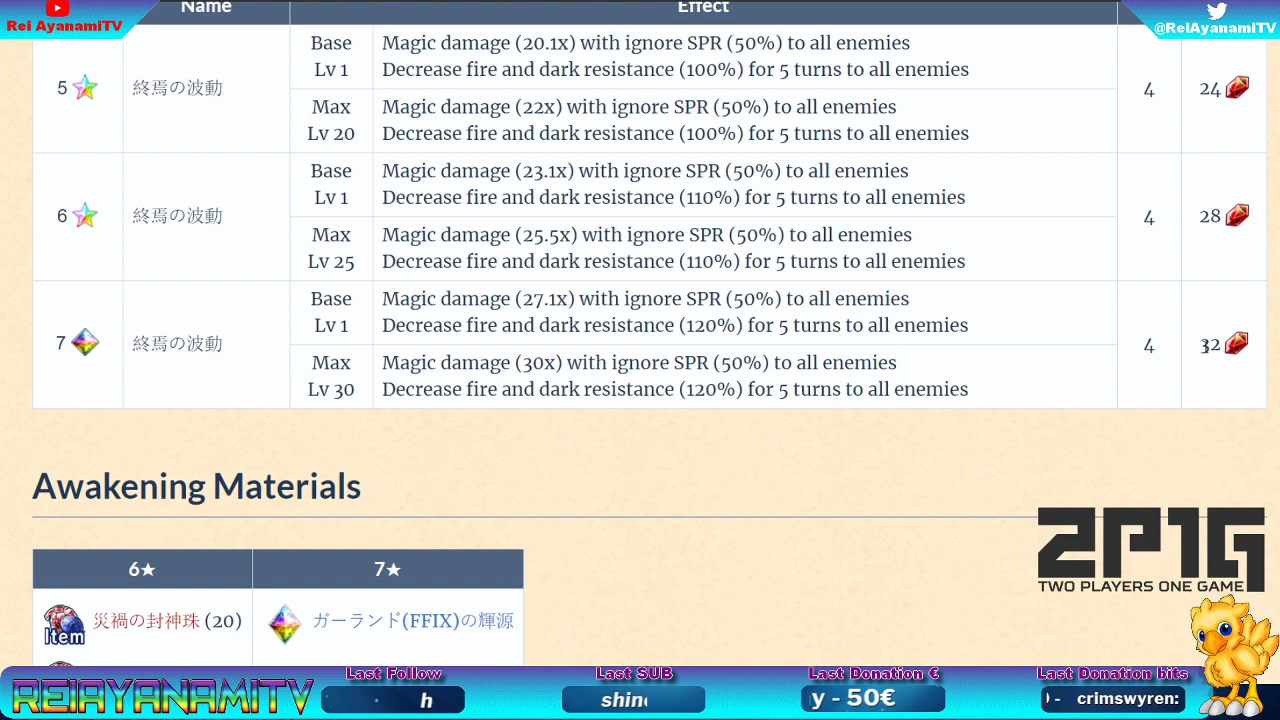 Name
Effect
Rei AyanamITV
@ReIAyanamITV
5
終焉の波動
Base
Lv 1
Magic damage (20.1x) with ignore SPR (50%) to all enemies
Decrease fire and dark resistance (100%) for 5 turns to all enemies
Max
Lv 20
Magic damage (22x) with ignore SPR (50%) to all enemies
Decrease fire and dark resistance (100%) for 5 turns to all enemies
4
24
6
終焉の波動
Base
Lv 1
Magic damage (23.1x) with ignore SPR (50%) to all enemies
Decrease fire and dark resistance (110%) for 5 turns to all enemies
Max
Lv 25
Magic damage (25.5x) with ignore SPR (50%) to all enemies
Decrease fire and dark resistance (110%) for 5 turns to all enemies
4
28
7
終焉の波動
Base
Lv 1
Magic damage (27.1x) with ignore SPR (50%) to all enemies
Decrease fire and dark resistance (120%) for 5 turns to all enemies
Max
Lv 30
Magic damage (30x) with ignore SPR (50%) to all enemies
Decrease fire and dark resistance (120%) for 5 turns to all enemies
4
32
Awakening Materials
6★
7★
Item
災禍の封神珠 (20)
ガーランド(FFIX)の輝源
2P1G
TWO PLAYERS ONE GAME
REIAYANAMITV
Last Follow
h
Last SUB
shin
Last Donation €
y - 50€
Last Donation bits
) - crimswyren: